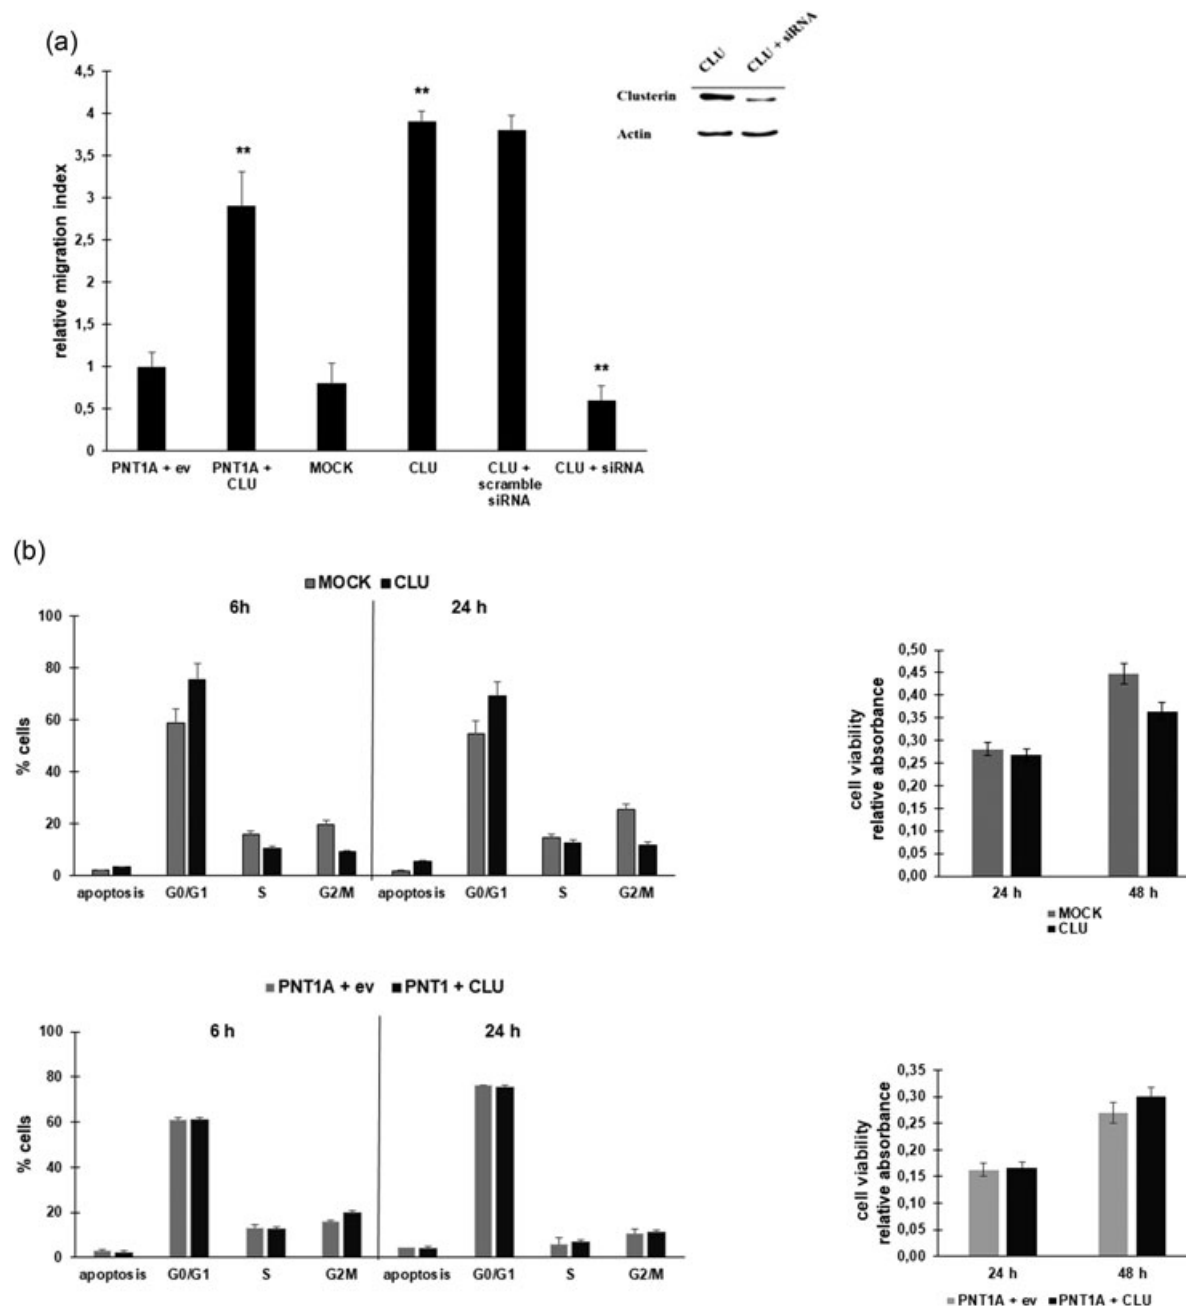 (a)
4,5
4
3,5
3
2,5
2
1,5
1
0,5
0
relative migration index
**
**
**
PNT1A + ev
PNT1A +
CLU
MOCK
CLU
CLU +
scramble
siRNA
CLU + siRNA
CLU
CLU + siRNA
Clusterin
Actin
(b)
MOCK CLU
6h
24 h
100
80
60
40
20
0
% cells
apoptosis G0/G1 S G2/M apoptosis G0/G1 S G2/M
0,50
0,45
0,40
0,35
0,30
0,25
0,20
0,15
0,10
0,05
0,00
cell viability
relative absorbance
24 h 48 h
MOCK
CLU
PNT1A + ev PNT1 + CLU
6 h
24 h
100
80
60
40
20
0
% cells
apoptosis G0/G1 S G2M apoptosis G0/G1 S G2/M
0,35
0,30
0,25
0,20
0,15
0,10
0,05
0,00
cell viability
relative absorbance
24 h 48 h
PNT1A + ev PNT1A + CLU